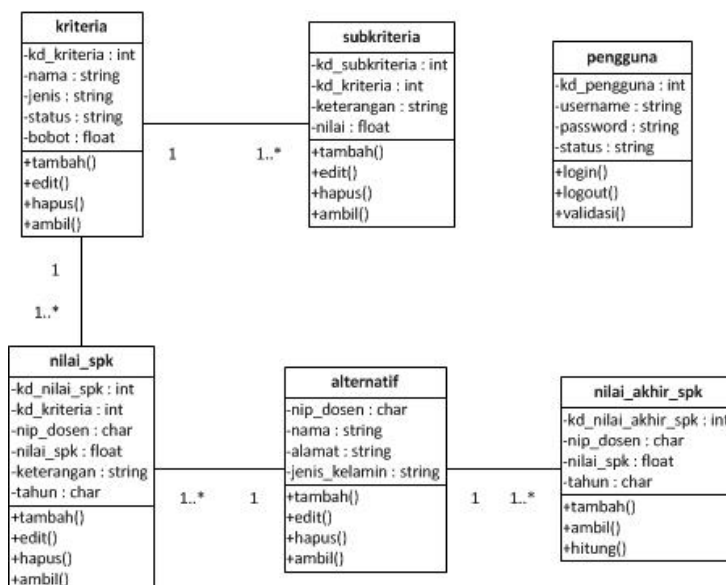 kriteria
-kd_kriteria : int
-nama : string
-jenis : string
-status : string
-bobot : float
+tambah()
+edit()
+hapus()
+ambil()
1
1..*
subkriteria
-kd_subkriteria : int
-kd_kriteria : int
-keterangan : string
-nilai : float
+tambah()
+edit()
+hapus()
+ambil()
pengguna
-kd_pengguna : int
-username : string
-password : string
-status : string
+login()
+logout()
+validasi()
1
1..*
nilai_spk
-kd_nilai_spk : int
-kd_kriteria : int
-nip_dosen : char
-nilai_spk : float
-keterangan : string
-tahun : char
+tambah()
+edit()
+hapus()
+ambil()
1..*
1
alternatif
-nip_dosen : char
-nama : string
-alamat : string
-jenis_kelamin : string
+tambah()
+edit()
+hapus()
+ambil()
1
1..*
nilai_akhir_spk
-kd_nilai_akhir_spk : int
-nip_dosen : char
-nilai_spk : float
-tahun : char
+tambah()
+ambil()
+hitung()